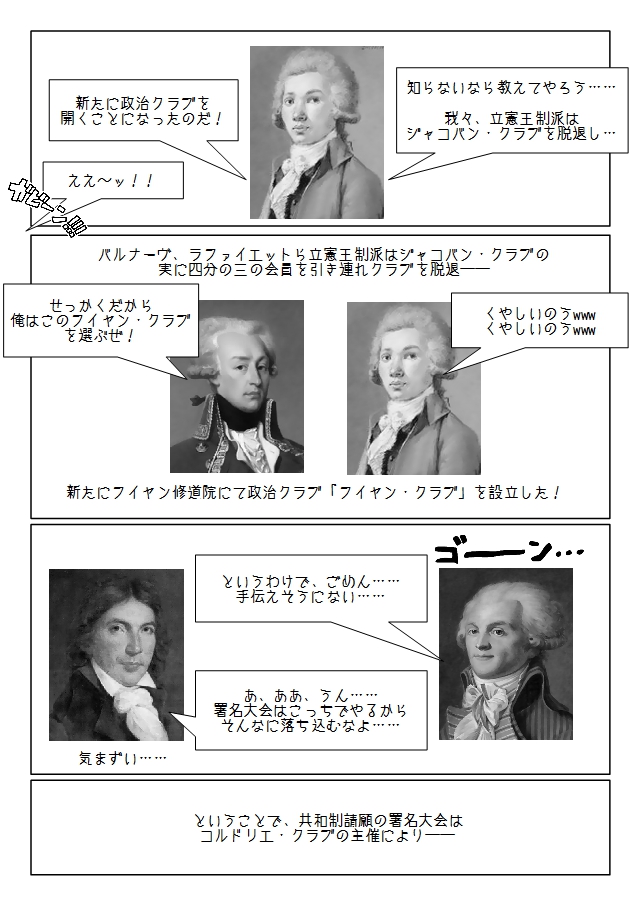 知らないなら教えてやろう……
我々、立憲王制派は
ジャコバン・クラブを脱退し…
新たに政治クラブを
開くことになったのだ！
ええ～ッ！！
ガビーン!!!
バルナーヴ、ラファイエットら立憲王制派はジャコバン・クラブの
実に四分の三の会員を引き連れクラブを脱退――
くやしいのうwww
くやしいのうwww
せっかくだから
俺はこのフイヤン・クラブ
を選ぶぜ！
新たにフイヤン修道院にて政治クラブ「フイヤン・クラブ」を設立した！
ゴーーン…
というわけで、ごめん……
手伝えそうにない……
あ、ああ、うん……
署名大会はこっちでやるから
そんなに落ち込むなよ……
気まずい……
ということで、共和制請願の署名大会は
コルドリエ・クラブの主催により――